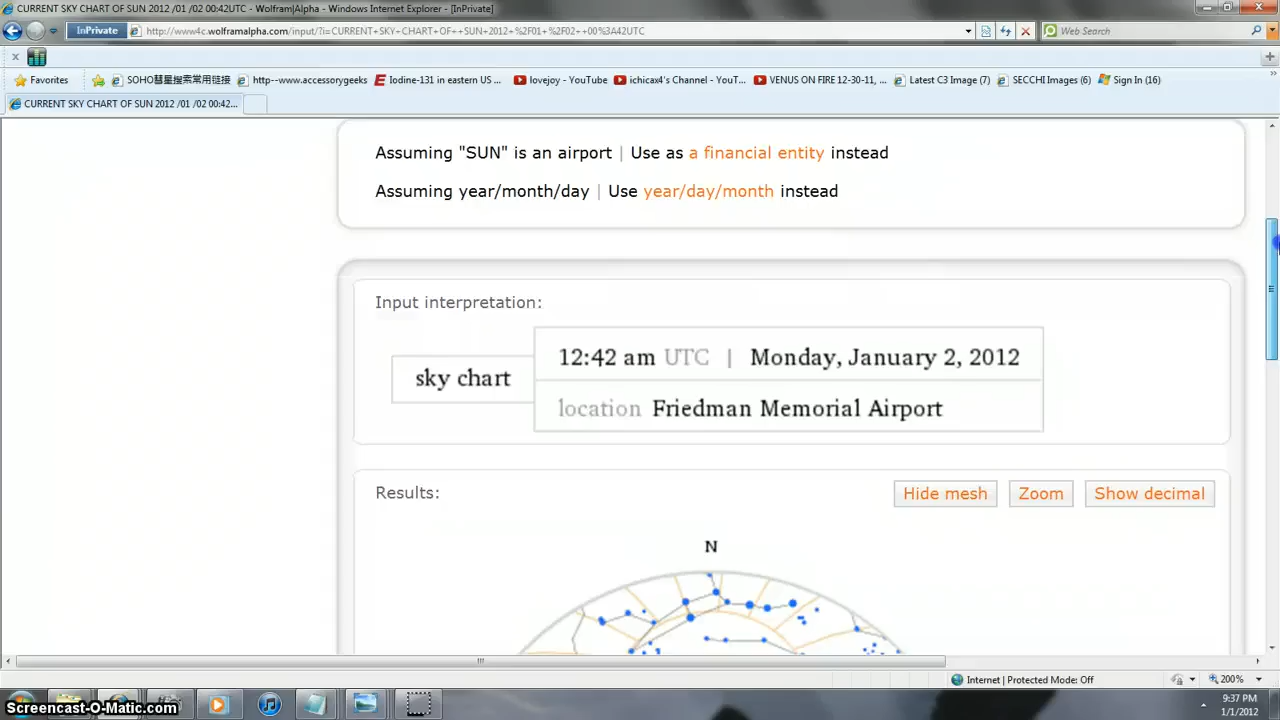 CURRENT SKY CHART OF SUN 2012 /01 /02 00:42UTC - Wolfram|Alpha - Windows Internet Explorer - [InPrivate]
InPrivate http://www4c.wolframalpha.com/input/?i=CURRENT+SKY+CHART+OF++SUN+2012+%2F01+%2F02+++00%3A42UTC Web Search
Favorites SOHO彗星搜索常用链接 http--www.accessorygeeks Iodine-131 in eastern US ... lovejoy - YouTube ichicax4's Channel - YouT... VENUS ON FIRE 12-30-11, ... Latest C3 Image (7) SECCHI Images (6) Sign In (16)
CURRENT SKY CHART OF SUN 2012 /01 /02 00:42...
Assuming "SUN" is an airport | Use as a financial entity instead
Assuming year/month/day | Use year/day/month instead
Input interpretation:
sky chart
12:42 am UTC | Monday, January 2, 2012
location Friedman Memorial Airport
Results:
Hide mesh Zoom Show decimal
N
Internet | Protected Mode: Off 200%
Screencast-O-Matic.com
9:37 PM
1/1/2012